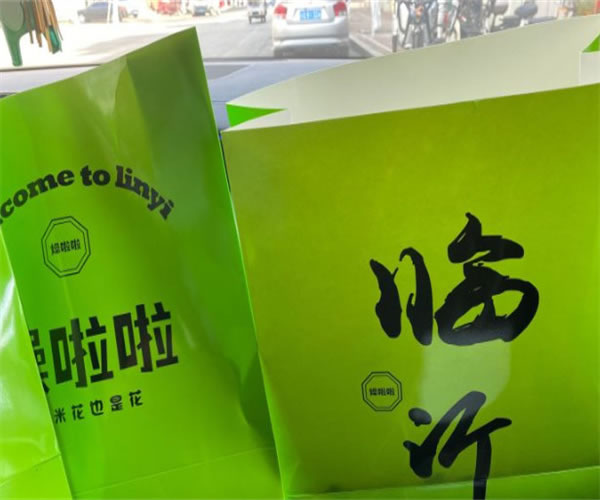 come to linyi
啦啦
啦啦
米花也是花
临
沂
啦啦